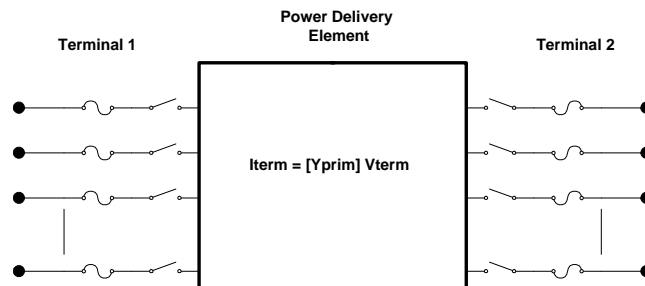 Power Delivery
Element
Terminal 1
Terminal 2
Iterm = [Yprim] Vterm